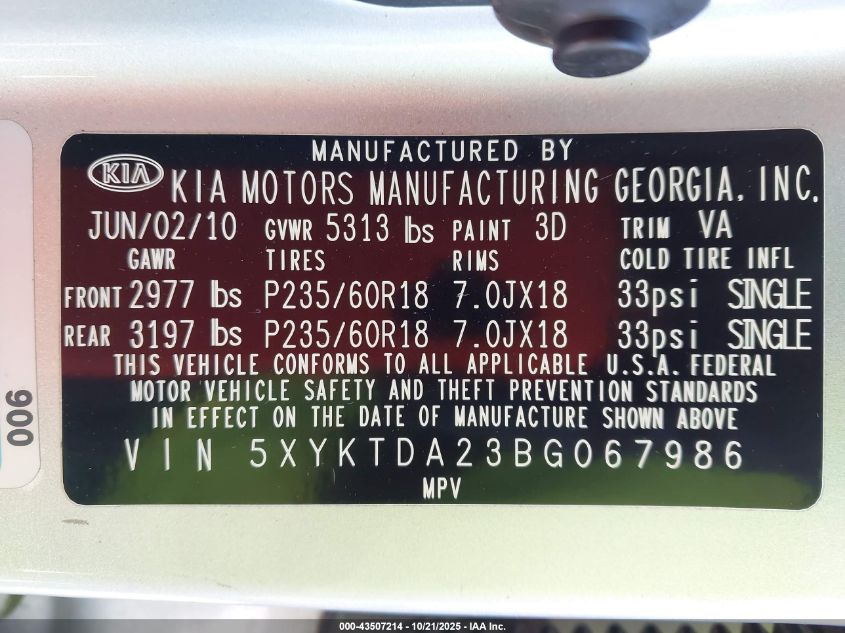 MANUFACTURED BY
KIA KIA MOTORS MANUFACTURING GEORGIA, INC.
JUN/02/10 GVWR 5313 lbs PAINT 3D TRIM VA
GAWR TIRES RIMS COLD TIRE INFL
FRONT 2977 lbs P235/60R18 7.0JX18 33psi SINGLE
REAR 3197 lbs P235/60R18 7.0JX18 33psi SINGLE
THIS VEHICLE CONFORMS TO ALL APPLICABLE U.S.A. FEDERAL
MOTOR VEHICLE SAFETY AND THEFT PREVENTION STANDARDS
IN EFFECT ON THE DATE OF MANUFACTURE SHOWN ABOVE
VIN 5XYKTDA23BG067986
MPV
006
000-43507214 - 10/21/2025 - IAA Inc.